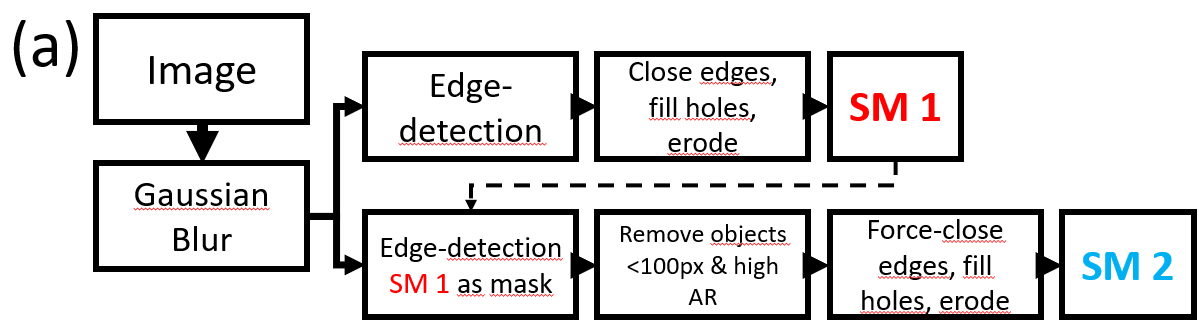 (a)
Image
Gaussian
Blur
Edge-
detection
Close edges,
fill holes,
erode
SM 1
Edge-detection
SM 1 as mask
Remove objects
<100px & high
AR
Force-close
edges, fill
holes, erode
SM 2